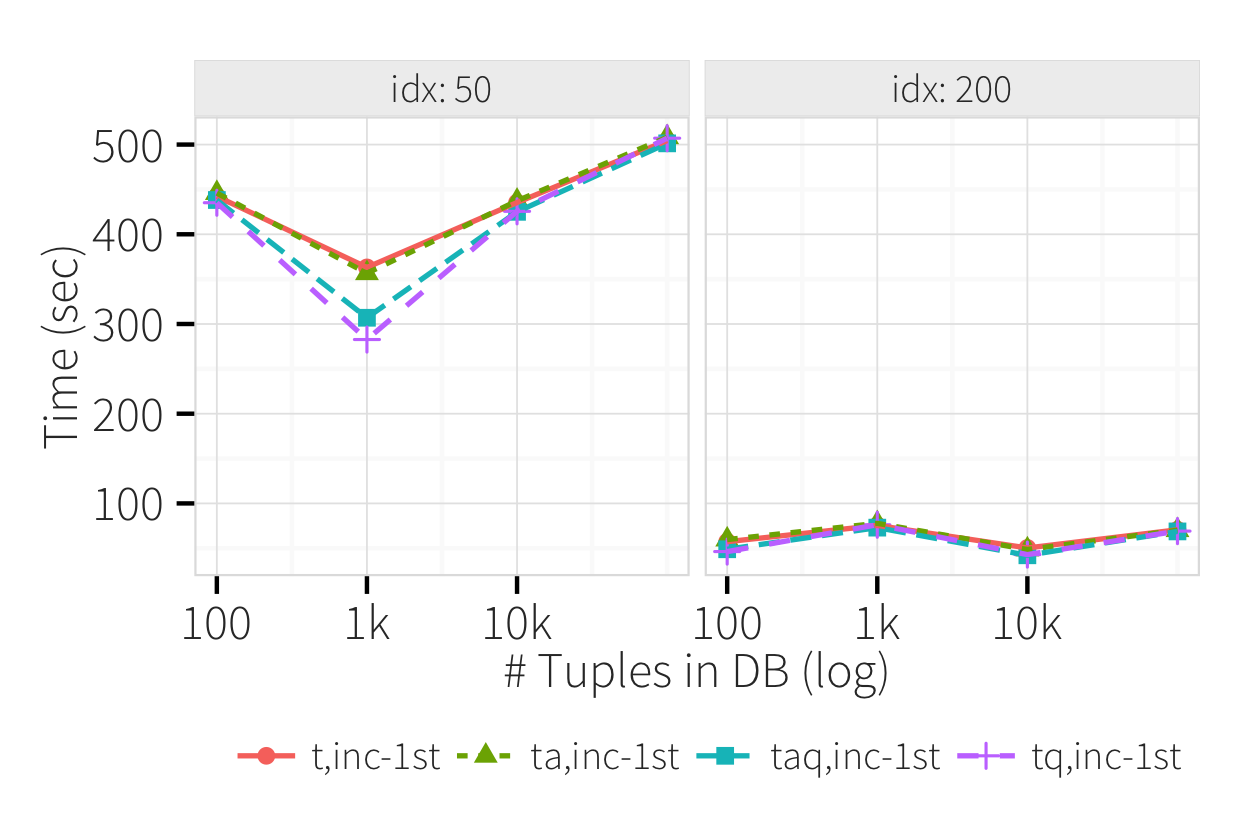 idx: 50
idx: 200
500
400
300
200
100
Time (sec)
100 1k 10k
100 1k 10k
# Tuples in DB (log)
t,inc-1st ta,inc-1st taq,inc-1st tq,inc-1st